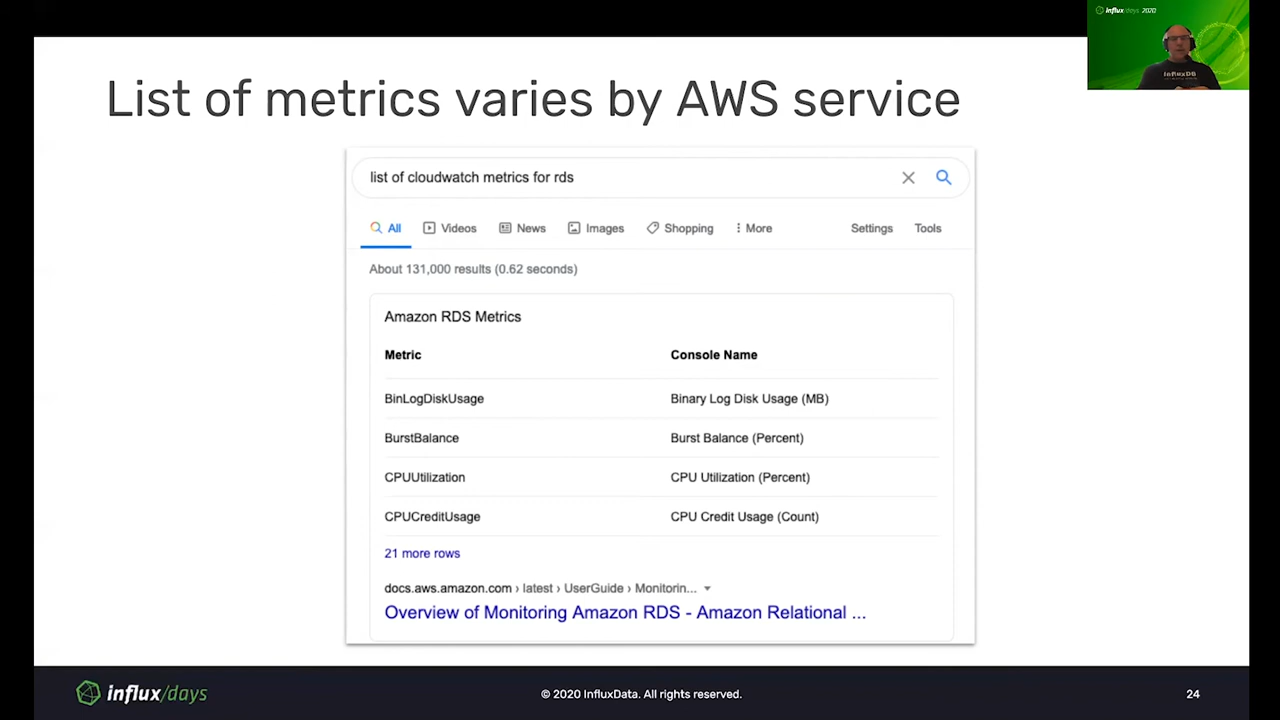 influx/days 2020
InfluxDB
List of metrics varies by AWS service
list of cloudwatch metrics for rds
All Videos News Images Shopping More Settings Tools
About 131,000 results (0.62 seconds)
Amazon RDS Metrics
Metric Console Name
BinLogDiskUsage Binary Log Disk Usage (MB)
BurstBalance Burst Balance (Percent)
CPUUtilization CPU Utilization (Percent)
CPUCreditUsage CPU Credit Usage (Count)
21 more rows
docs.aws.amazon.com › latest › UserGuide › Monitorin...
Overview of Monitoring Amazon RDS - Amazon Relational ...
influx/days © 2020 InfluxData. All rights reserved. 24